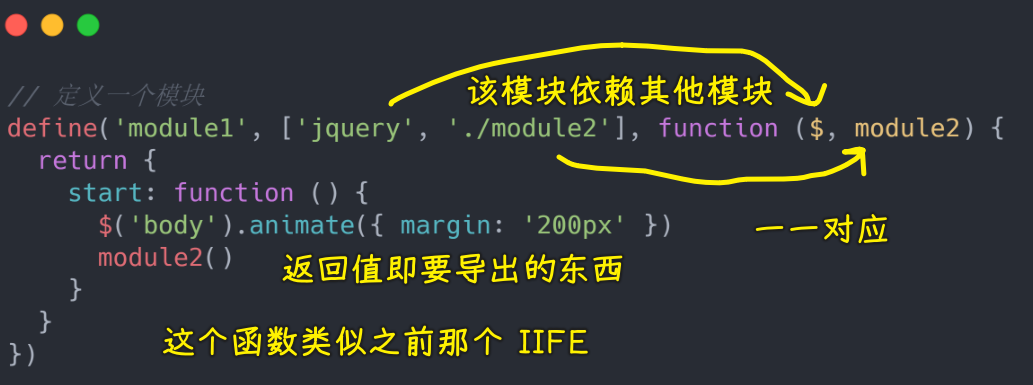 // 定义一个模块
该模块依赖其他模块
define('module1', ['jquery', './module2'], function ($, module2) {
return {
start: function () {
$('body').animate({ margin: '200px' })
一一对应
module2()
返回值即要导出的东西
}
}
这个函数类似之前那个 IIFE
})